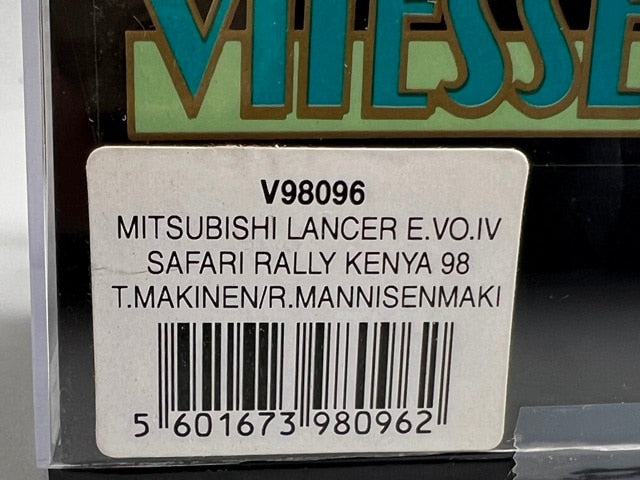 VITESSE
V98096
MITSUBISHI LANCER E.VO.IV
SAFARI RALLY KENYA 98
T.MAKINEN/R.MANNISENMAKI
5 601673 980962